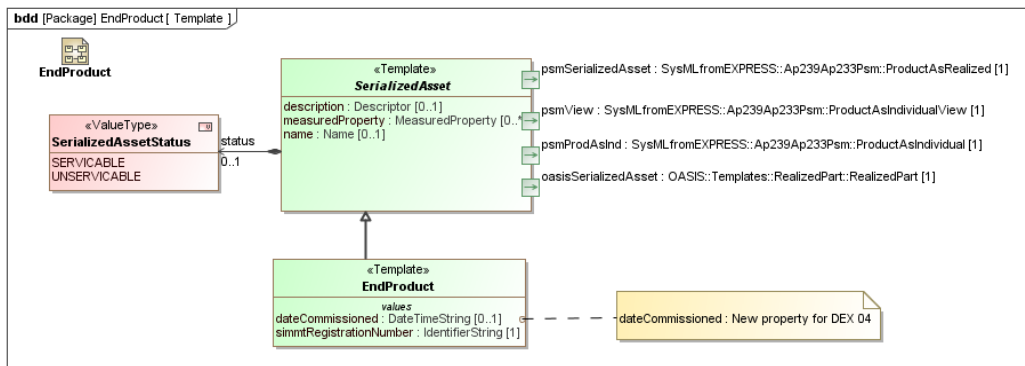 bdd [Package] EndProduct [ Template ]
EndProduct
«Template»
SerializedAsset
description : Descriptor [0..1]
measuredProperty : MeasuredProperty [0..*
name : Name [0..1]
psmSerializedAsset : SysMLfromEXPRESS::Ap239Ap233Psm::ProductAsRealized [1]
psmView : SysMLfromEXPRESS::Ap239Ap233Psm::ProductAsIndividualView [1]
psmProdAsInd : SysMLfromEXPRESS::Ap239Ap233Psm::ProductAsIndividual [1]
oasisSerializedAsset : OASIS::Templates::RealizedPart::RealizedPart [1]
«ValueType»
SerializedAssetStatus
SERVICABLE
UNSERVICABLE
status
0..1
«Template»
EndProduct
values
dateCommissioned : DateTimeString [0..1]
simmtRegistrationNumber : IdentifierString [1]
dateCommissioned : New property for DEX 04